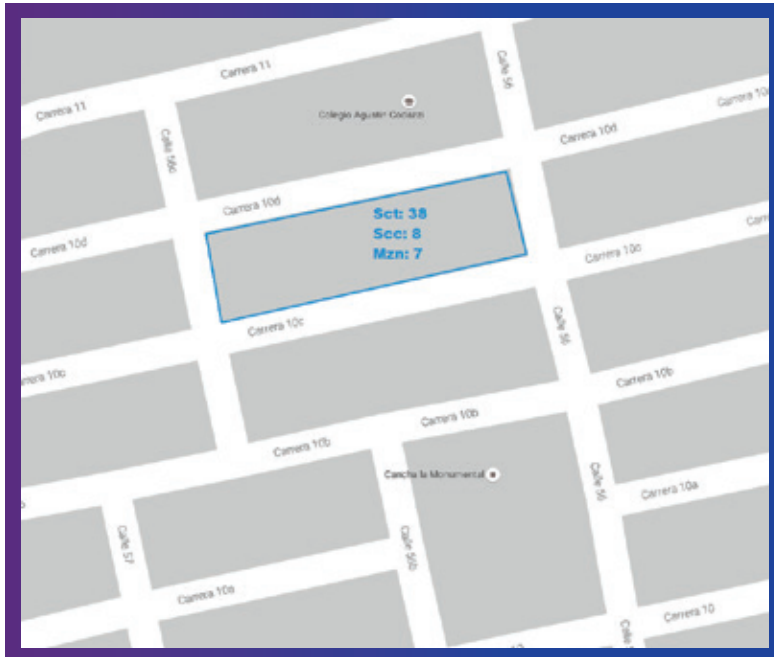 Carrera 11
Calle 56
Carrera 11
Colegio Agustin Codazzi
Calle 56c
Carrera 10d
Carrera 10d
Carrera 10d
Sct: 38
Scc: 8
Mzn: 7
Carrera 10d
Carrera 10c
Carrera 10c
Calle 56
Carrera 10b
Carrera 10b
Carrera 10b
Cancha la Monumental
Calle 56
Carrera 10a
Calle 57
Calle 56b
Carrera 10a
Carrera 10